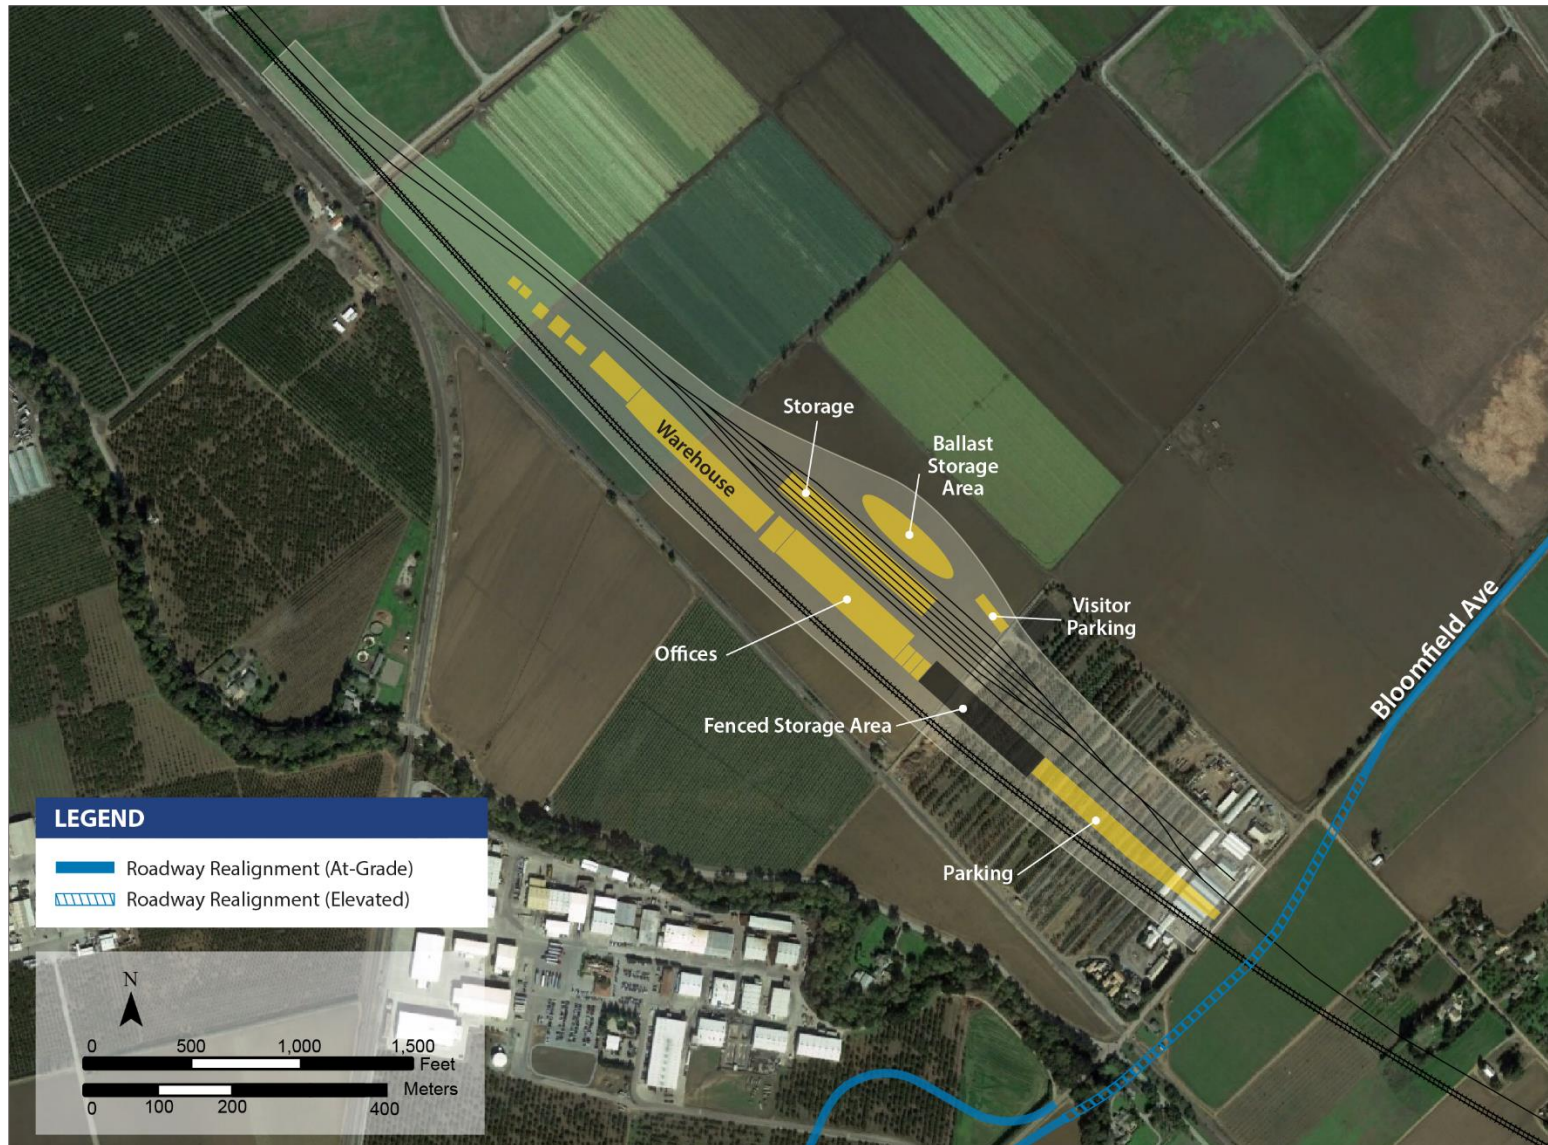 Storage
Ballast
Storage
Area
Warehouse
Visitor
Parking
Offices
Bloomfield Ave
Fenced Storage Area
Parking
LEGEND
Roadway Realignment (At-Grade)
Roadway Realignment (Elevated)
N
0 500 1,000 1,500
Feet
Meters
0 100 200 400